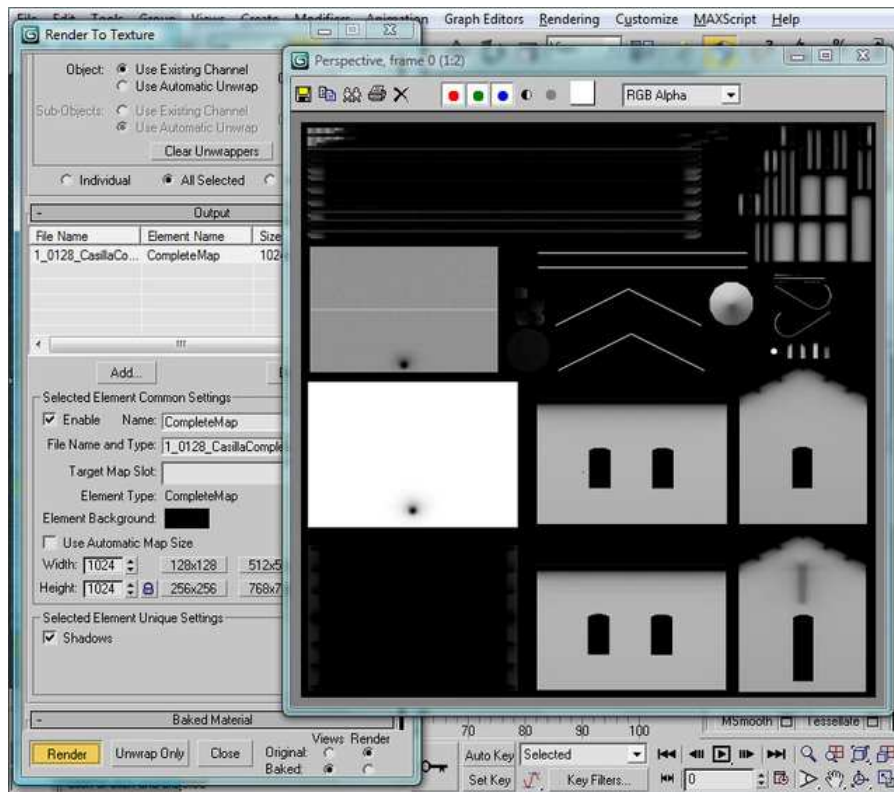 File Edit Tools Group Views Create Modifiers Animation Graph Editors Rendering Customize MAXScript Help
Render To Texture
Object: Use Existing Channel
Use Automatic Unwrap
Sub-Objects: Use Existing Channel
Use Automatic Unwrap
Clear Unwrappers
Individual All Selected
Output
File Name Element Name Size
1_0128_CasillaCo... CompleteMap 1024
Add...
Selected Element Common Settings
Enable Name: CompleteMap
File Name and Type: 1_0128_CasillaComple
Target Map Slot:
Element Type: CompleteMap
Element Background:
Use Automatic Map Size
Width: 1024 128x128 512x5
Height: 1024 256x256 768x7
Selected Element Unique Settings
Shadows
Baked Material
Views Render
Render Unwrap Only Close Original:
Baked:
Perspective, frame 0 (1:2)
RGB Alpha
MSmooth Tessellate
70 80 90 100
Auto Key Selected
Set Key Key Filters... 0